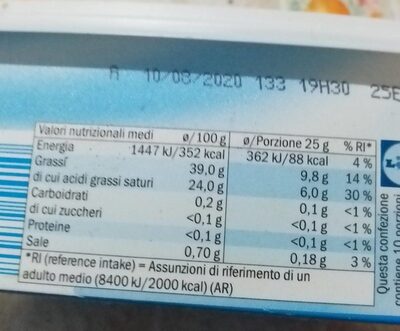 A 10/08/2020 133 19H30 25E
Valori nutrizionali medi ø/100 g ø/Porzione 25 g % RI*
Energia 1447 kJ/352 kcal 362 kJ/88 kcal 4 %
Grassi 39,0 g 9,8 g 14 %
di cui acidi grassi saturi 24,0 g 6,0 g 30 %
Carboidrati 0,2 g 0,1 g <1 %
di cui zuccheri <0,1 g <0,1 g <1 %
Proteine <0,1 g <0,1 g <1 %
Sale 0,70 g 0,18 g 3 %
*RI (reference intake) = Assunzioni di riferimento di un
adulto medio (8400 kJ/2000 kcal) (AR)
Questa confezione
contiene 10 porzioni